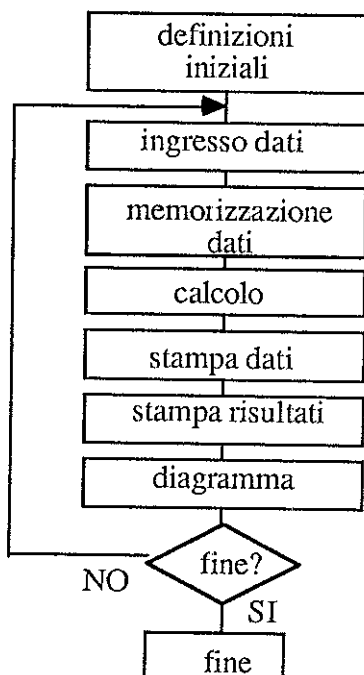 definizioni
iniziali
ingresso dati
memorizzazione
dati
calcolo
stampa dati
stampa risultati
diagramma
fine?
NO
SI
fine